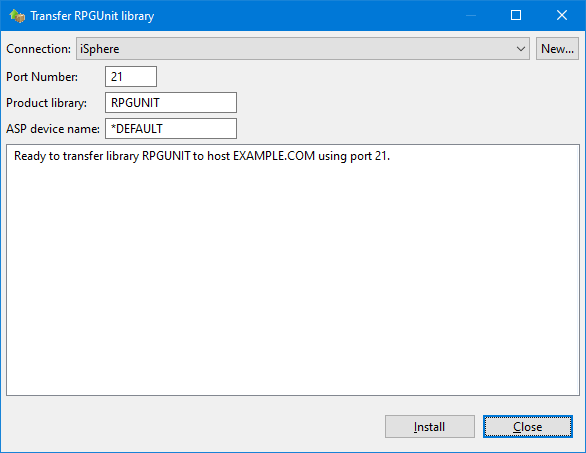 Transfer RPGUnit library
Connection: iSphere New...
Port Number: 21
Product library: RPGUNIT
ASP device name: *DEFAULT
Ready to transfer library RPGUNIT to host EXAMPLE.COM using port 21.
Install Close